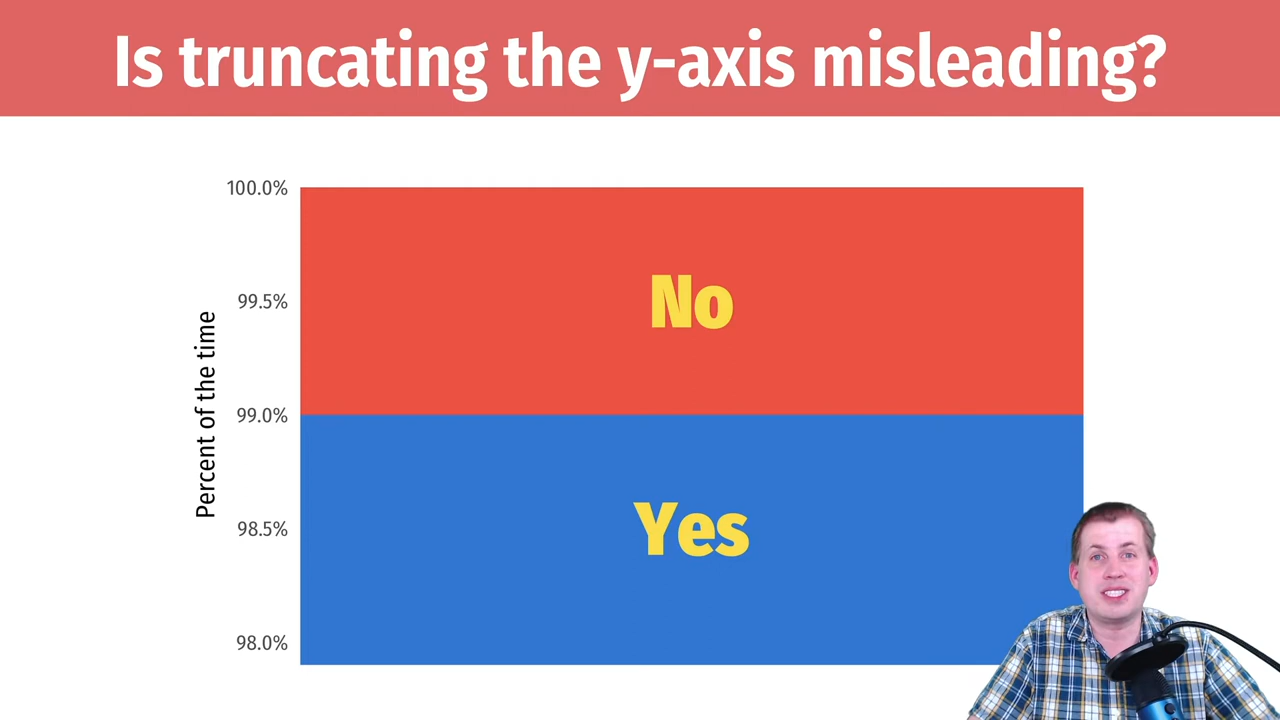 Is truncating the y-axis misleading?
100.0%
99.5%
99.0%
98.5%
98.0%
Percent of the time
No
Yes